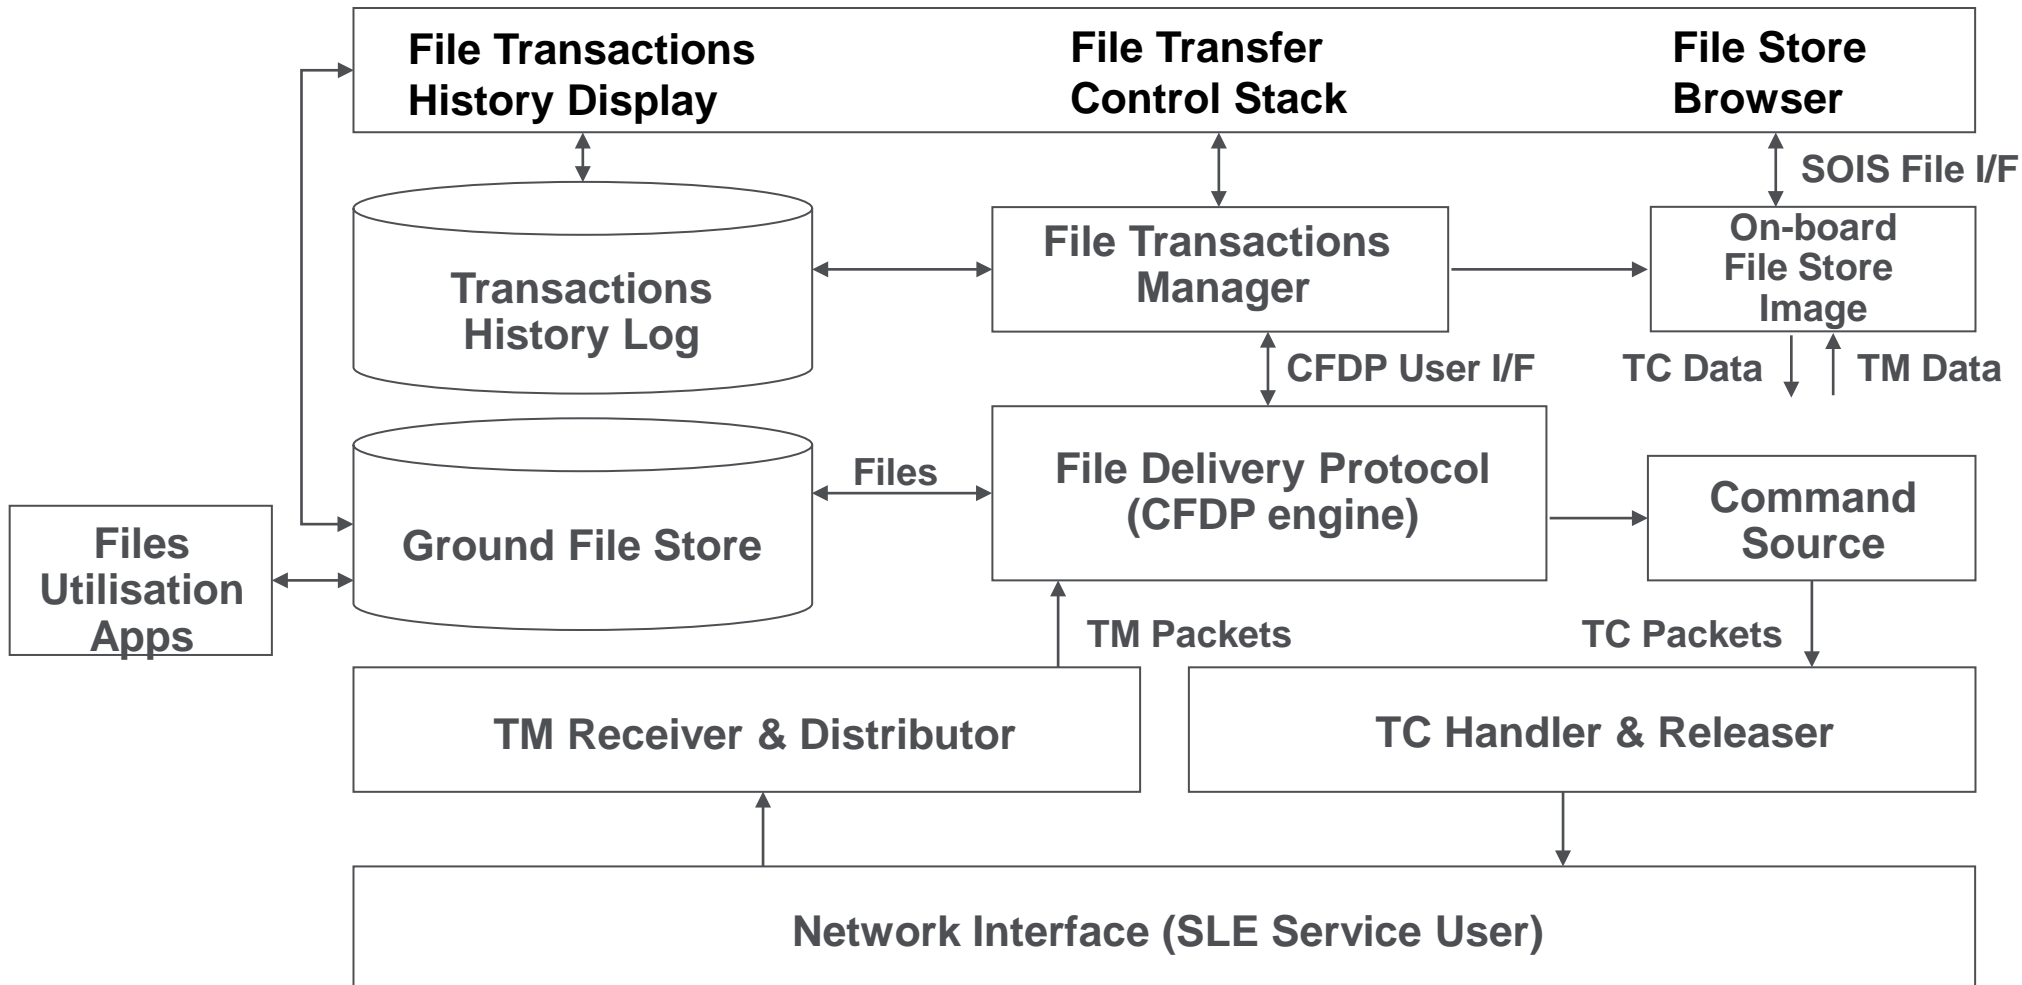 File Transactions
History Display
File Transfer
Control Stack
File Store
Browser
SOIS File I/F
Transactions
History Log
File Transactions
Manager
On-board
File Store
Image
CFDP User I/F
TC Data
TM Data
Files
Utilisation
Apps
Ground File Store
Files
File Delivery Protocol
(CFDP engine)
Command
Source
TM Packets
TC Packets
TM Receiver & Distributor
TC Handler & Releaser
Network Interface (SLE Service User)